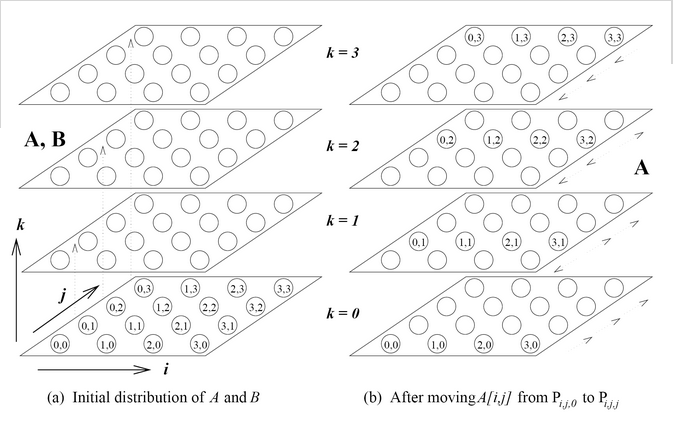 0,3 1,3 2,3 3,3
k = 3
A, B
0,2 1,2 2,2 3,2
k = 2
A
k
0,1 1,1 2,1 3,1
k = 1
j
0,3 1,3 2,3 3,3
0,2 1,2 2,2 3,2
0,1 1,1 2,1 3,1
0,0 1,0 2,0 3,0
k = 0
0,0 1,0 2,0 3,0
i
(a) Initial distribution of A and B
(b) After moving A[i,j] from P i,j,0 to P i,j,j